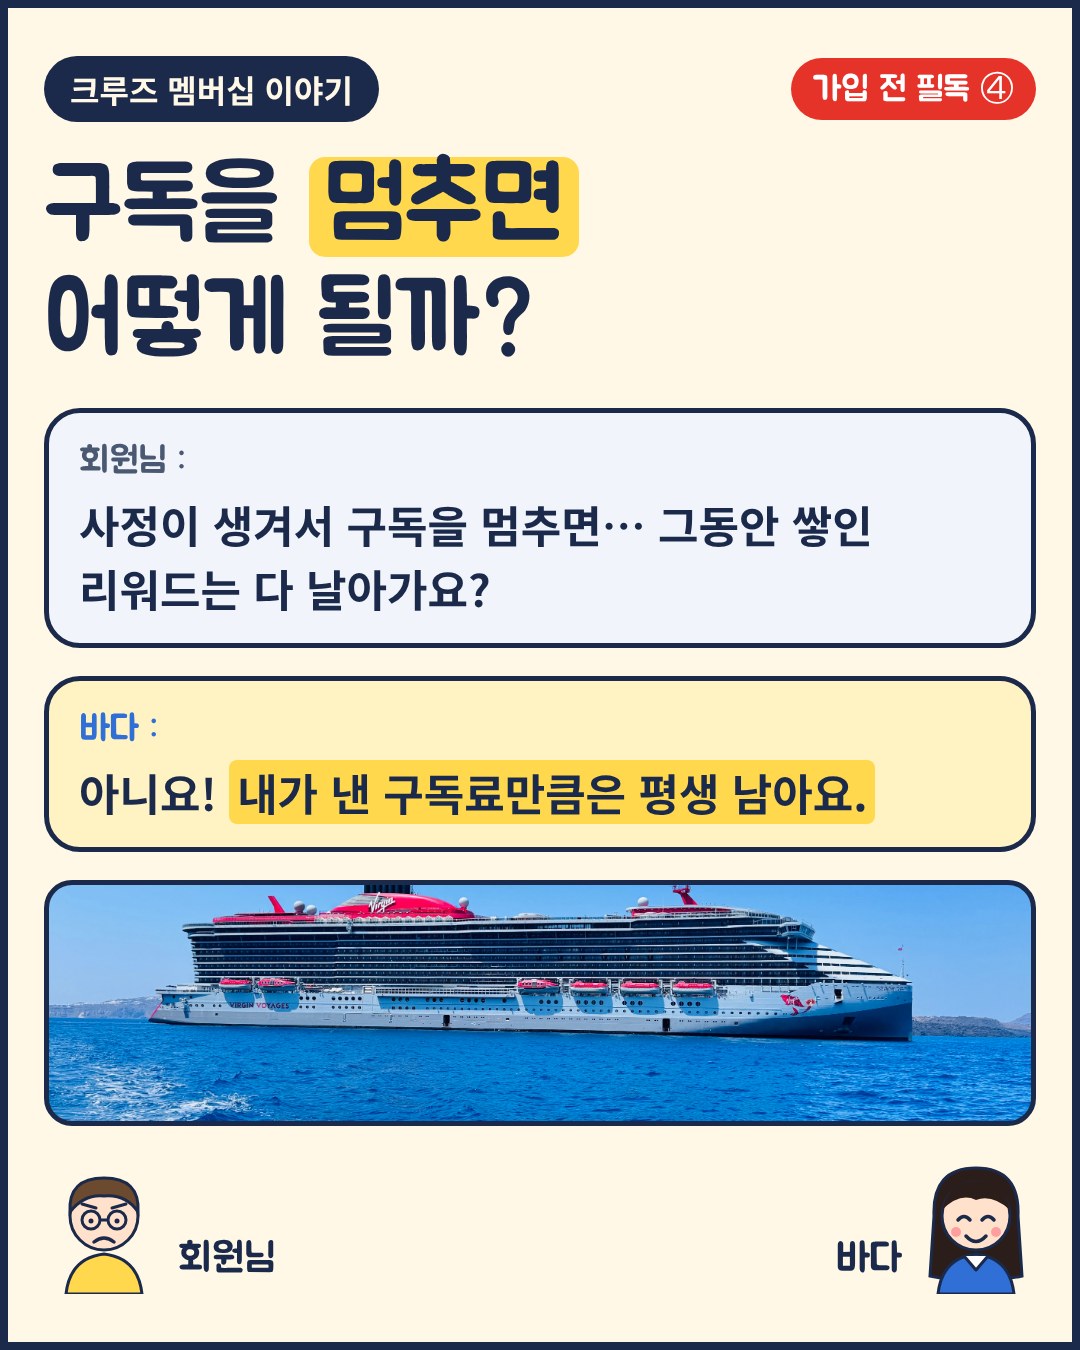 크루즈 멤버십 이야기
가입 전 필독 ④
구독을 멈추면
어떻게 될까?
회원님 :
사정이 생겨서 구독을 멈추면… 그동안 쌓인
리워드는 다 날아가요?
바다 :
아니요! 내가 낸 구독료만큼은 평생 남아요.
Virgin
VIRGIN VOYAGES
회원님
바다